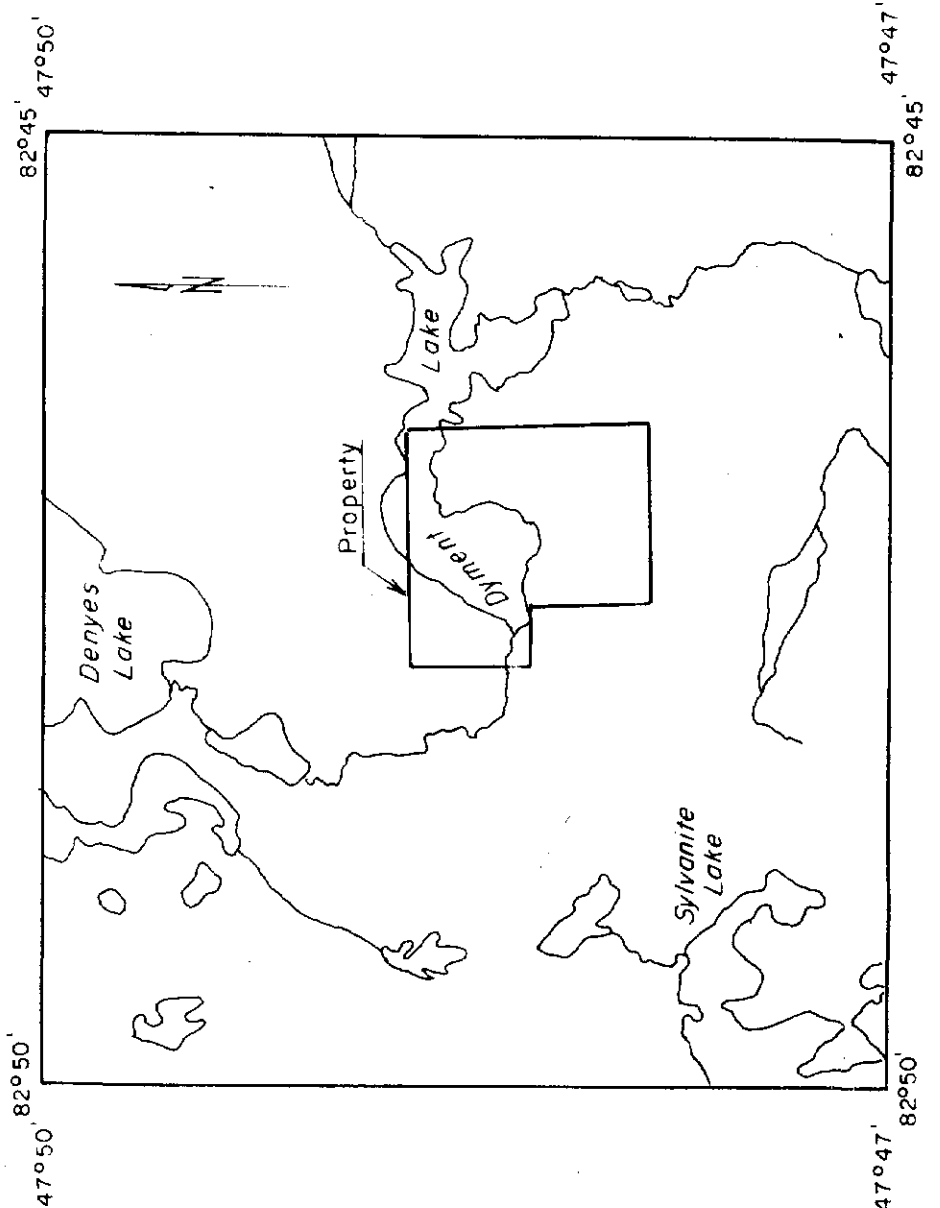 82°50'
82°45'
47°50'
47°50'
Denyes
Lake
N
Property
Lake
Dyment
Sylvanite
Lake
47°47'
47°47'
82°50'
82°45'